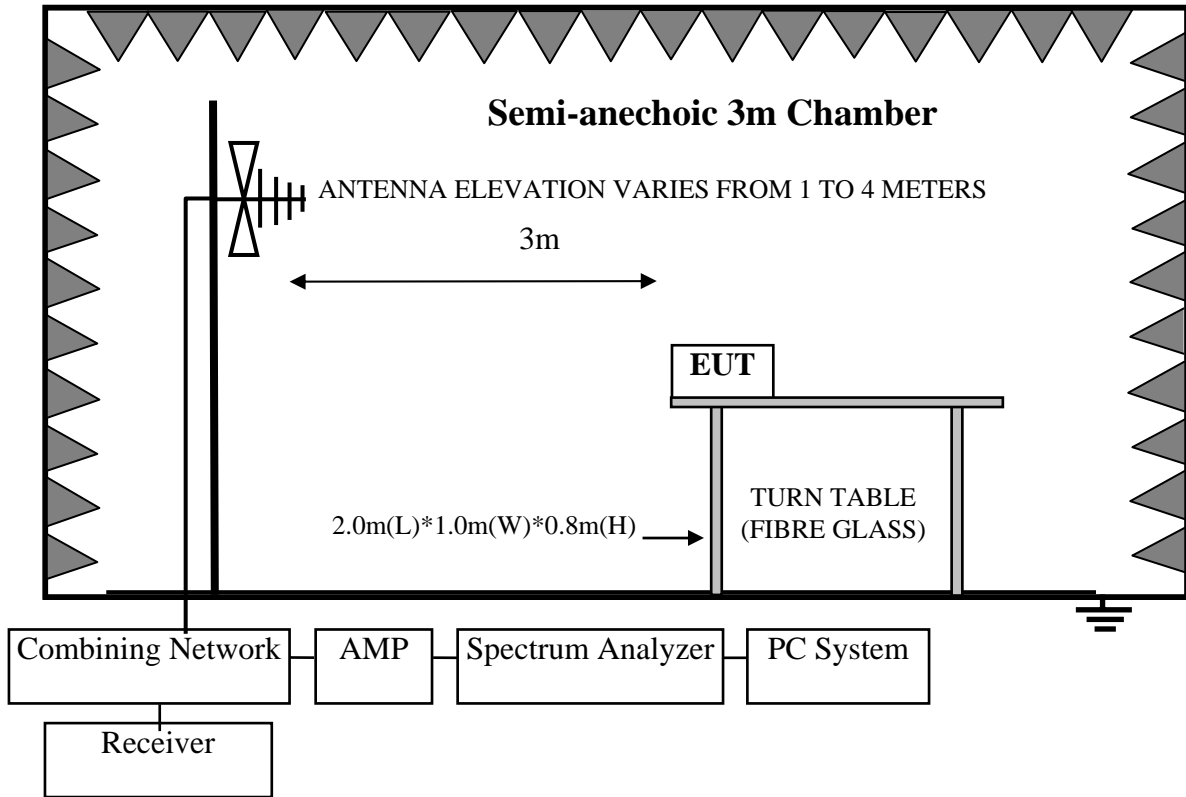 Semi-anechoic 3m Chamber
ANTENNA ELEVATION VARIES FROM 1 TO 4 METERS
3m
EUT
TURN TABLE
(FIBRE GLASS)
2.0m(L)*1.0m(W)*0.8m(H)
Combining Network
AMP
Spectrum Analyzer
PC System
Receiver